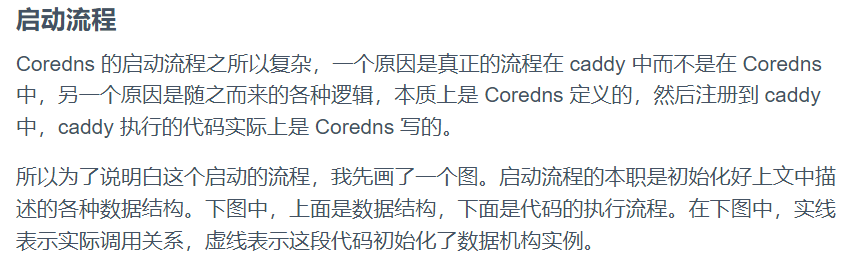 启动流程
Coredns 的启动流程之所以复杂，一个原因是真正的流程在 caddy 中而不是在 Coredns
中，另一个原因是随之而来的各种逻辑，本质上是 Coredns 定义的，然后注册到 caddy
中，caddy 执行的代码实际上是 Coredns 写的。
所以为了说明白这个启动的流程，我先画了一个图。启动流程的本职是初始化好上文中描
述的各种数据结构。下图中，上面是数据结构，下面是代码的执行流程。在下图中，实线
表示实际调用关系，虚线表示这段代码初始化了数据机构实例。